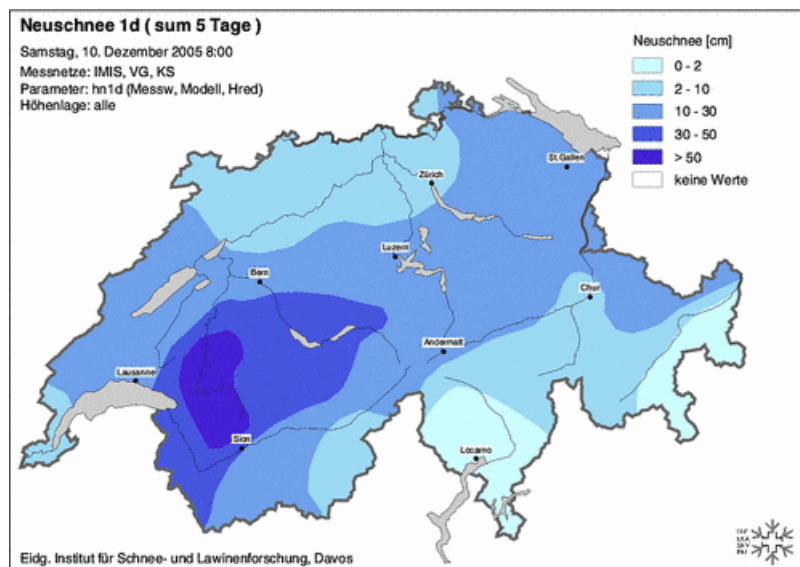 Neuschnee 1d ( sum 5 Tage )
Samstag, 10. Dezember 2005 8:00
Messnetze: IMIS, VG, KS
Parameter: hn1d (Messw, Modell, Hred)
Höhenlage: alle
Neuschnee [cm]
0 - 2
2 - 10
10 - 30
30 - 50
> 50
keine Werte
St.Gallen
Zürich
Luzern
Bern
Chur
Andermatt
Lausanne
Sion
Locarno
Eidg. Institut für Schnee- und Lawinenforschung, Davos